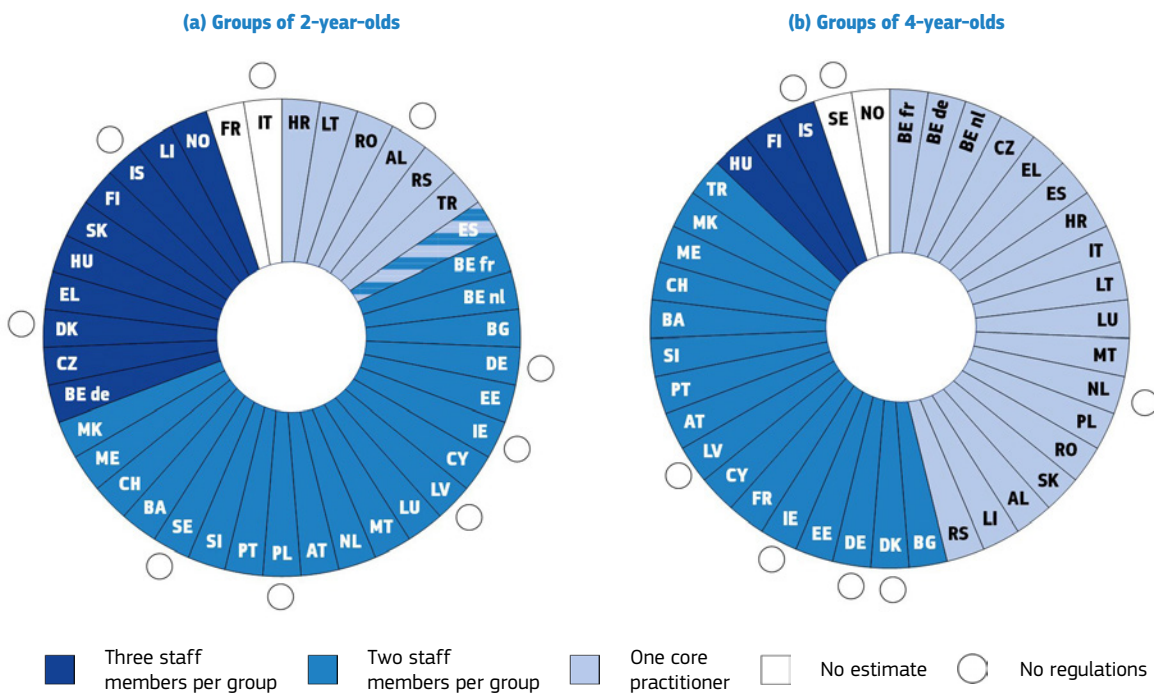 (a) Groups of 2-year-olds
HR
LT
RO
AL
RS
TR
ES
BE fr
BE nl
BG
DE
EE
IE
CY
LV
LU
MT
NL
AT
PL
PT
SI
SE
BA
CH
ME
MK
BE de
CZ
DK
EL
HU
SK
FI
IS
LI
NO
FR
IT
(b) Groups of 4-year-olds
BE fr
BE de
BE nl
CZ
EL
ES
HR
IT
LT
LU
MT
NL
PL
RO
SK
AL
LI
RS
BG
DK
DE
EE
IE
FR
CY
LV
AT
PT
SI
BA
CH
ME
MK
TR
HU
FI
IS
SE
NO
Three staff
members per group
Two staff
members per group
One core
practitioner
No estimate
No regulations